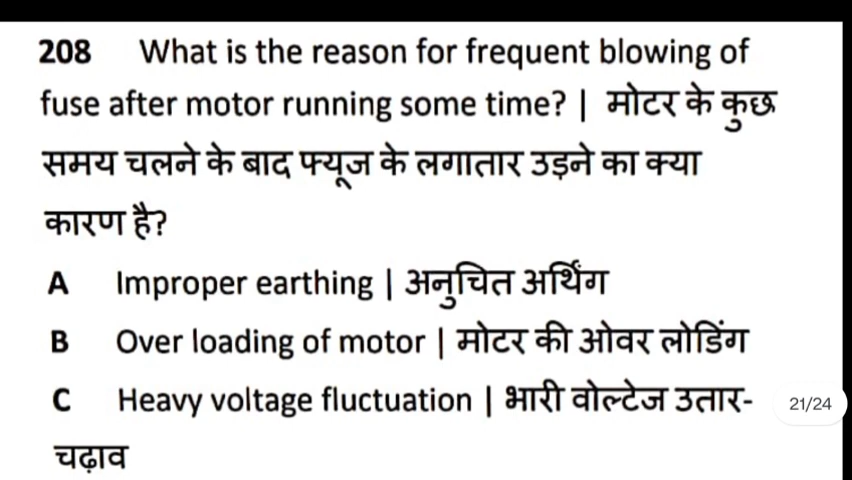 208 What is the reason for frequent blowing of
fuse after motor running some time? | मोटर के कुछ
समय चलने के बाद फ्यूज के लगातार उड़ने का क्या
कारण है?
A Improper earthing | अनुचित अर्थिंग
B Over loading of motor | मोटर की ओवर लोडिंग
C Heavy voltage fluctuation | भारी वोल्टेज उतार-
चढ़ाव
21/24